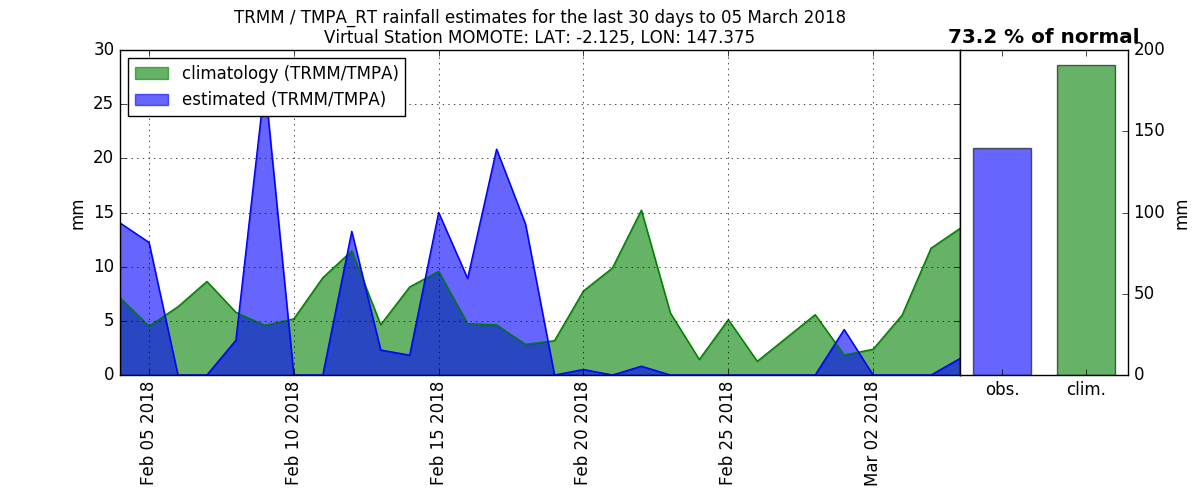 TRMM / TMPA_RT rainfall estimates for the last 30 days to 05 March 2018
Virtual Station MOMOTE: LAT: -2.125, LON: 147.375
73.2 % of normal
climatology (TRMM/TMPA)
estimated (TRMM/TMPA)
30
25
20
15
10
5
0
mm
Feb 05 2018
Feb 10 2018
Feb 15 2018
Feb 20 2018
Feb 25 2018
Mar 02 2018
obs.
clim.
200
150
100
50
0
mm